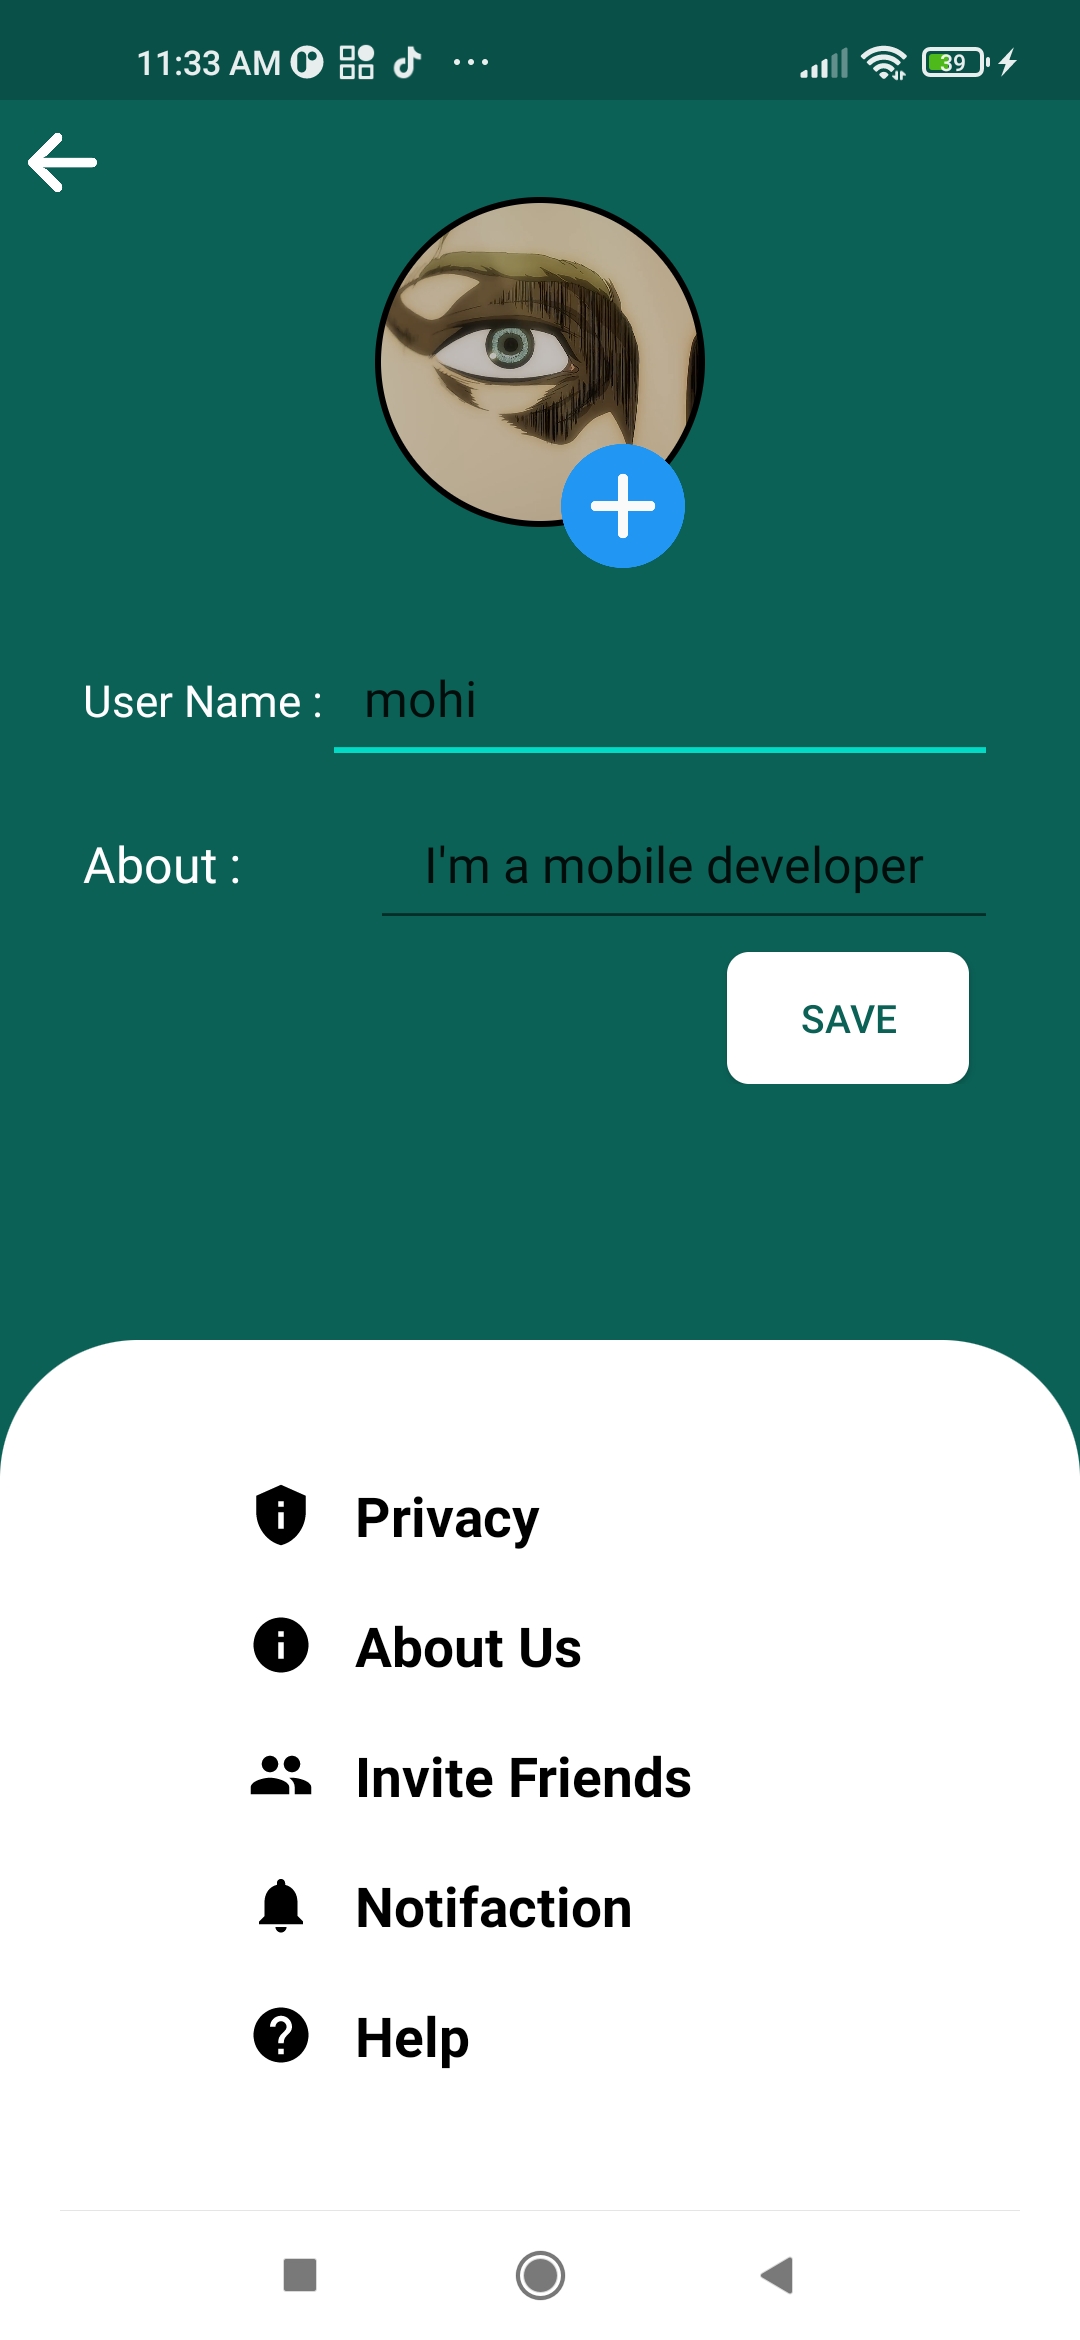 11:33 AM
39
User Name : mohi
About : I'm a mobile developer
SAVE
Privacy
About Us
Invite Friends
Notifaction
Help